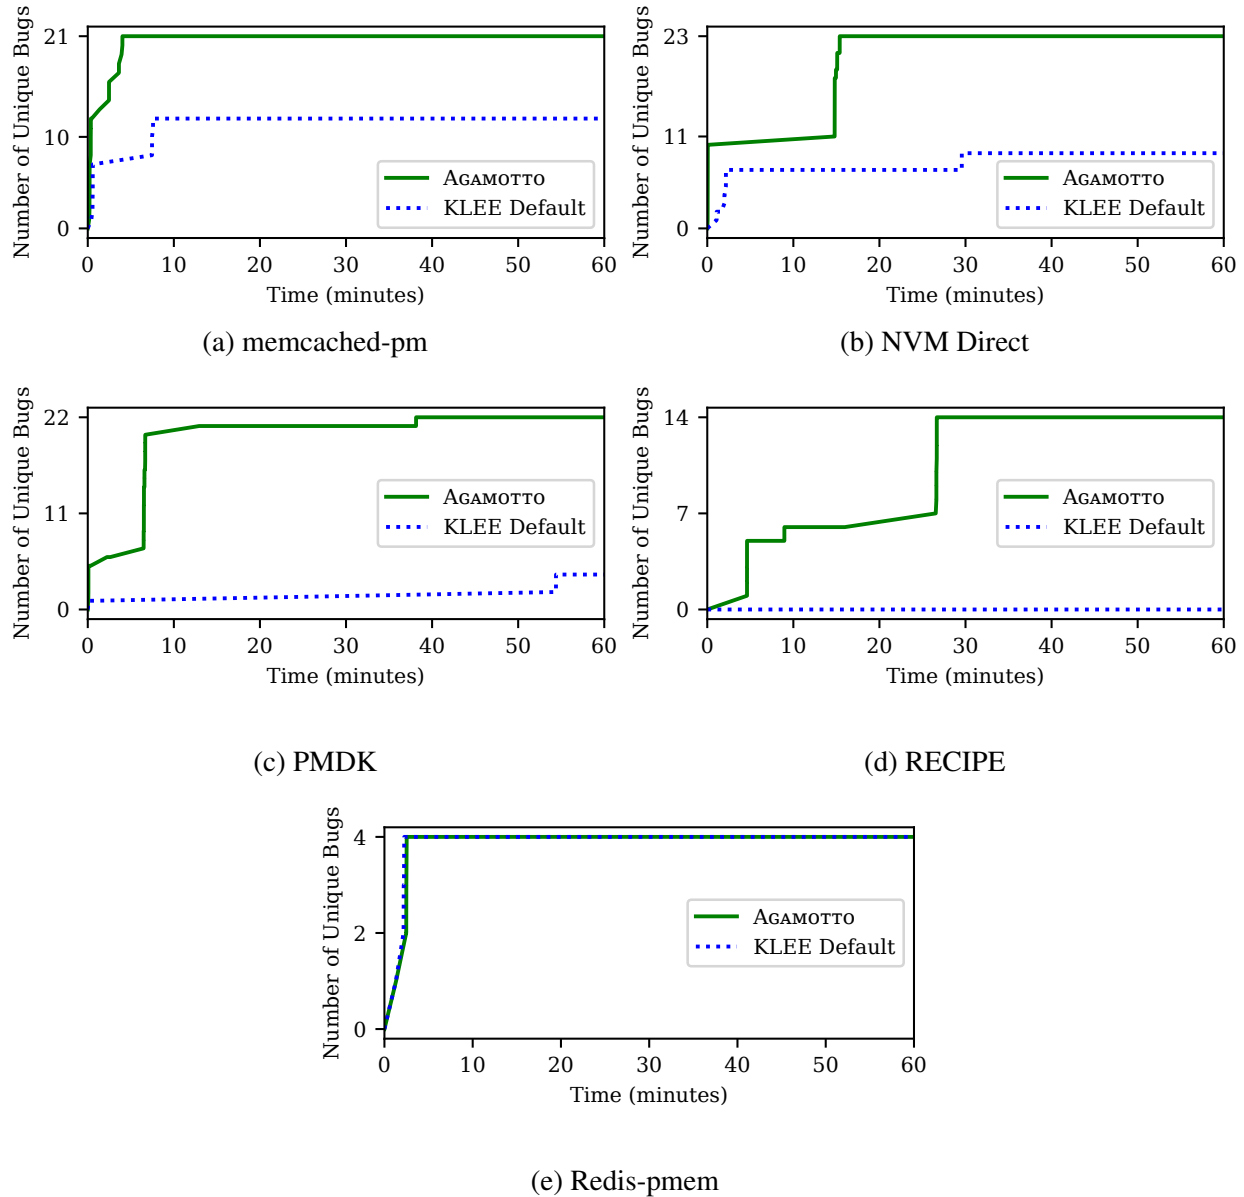 Number of Unique Bugs
21
10
0
AGAMOTTO
KLEE Default
0 10 20 30 40 50 60
Time (minutes)
(a) memcached-pm
Number of Unique Bugs
23
11
0
AGAMOTTO
KLEE Default
0 10 20 30 40 50 60
Time (minutes)
(b) NVM Direct
Number of Unique Bugs
22
11
0
AGAMOTTO
KLEE Default
0 10 20 30 40 50 60
Time (minutes)
(c) PMDK
Number of Unique Bugs
14
7
0
AGAMOTTO
KLEE Default
0 10 20 30 40 50 60
Time (minutes)
(d) RECIPE
Number of Unique Bugs
4
2
0
AGAMOTTO
KLEE Default
0 10 20 30 40 50 60
Time (minutes)
(e) Redis-pmem